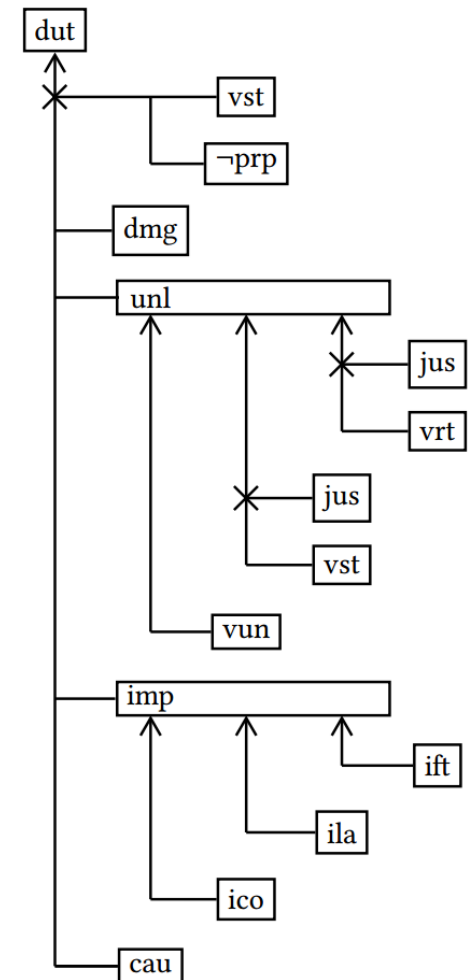 dut
vst
¬prp
dmg
unl
jus
vrt
jus
vst
vun
imp
ift
ila
ico
cau